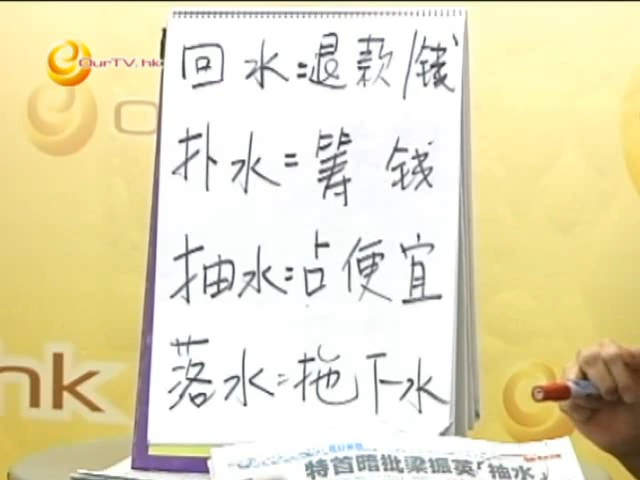 OurTV.hk
回水=退款/钱
扑水=筹钱
抽水=占便宜
落水=拖下水
hk
特首暗批梁振英「抽水」